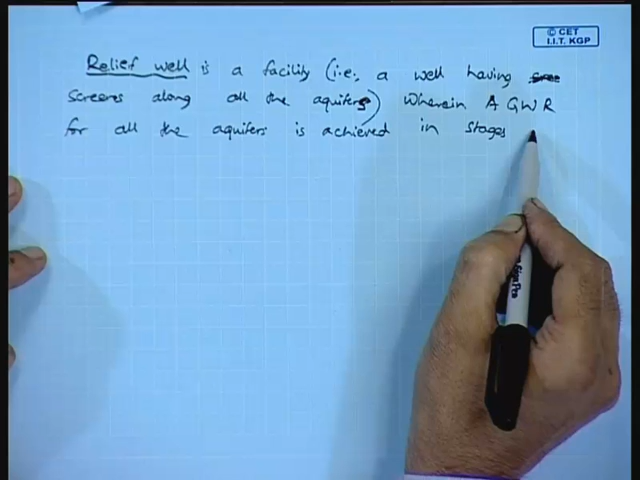 © CET
I.I.T. KGP
Relief well is a facility (i.e., a well having
screens along all the aquifers) wherein A G W R
for all the aquifers is achieved in stages